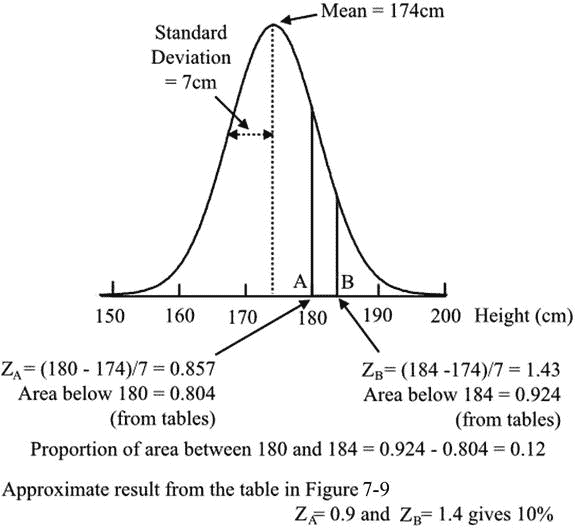 Mean = 174cm
Standard
Deviation
= 7cm
A B
150 160 170 180 190 200 Height (cm)
Z_A= (180 - 174)/7 = 0.857
Area below 180 = 0.804
(from tables)
Z_B= (184 -174)/7 = 1.43
Area below 184 = 0.924
(from tables)
Proportion of area between 180 and 184 = 0.924 - 0.804 = 0.12
Approximate result from the table in Figure 7-9
Z_A= 0.9 and Z_B= 1.4 gives 10%